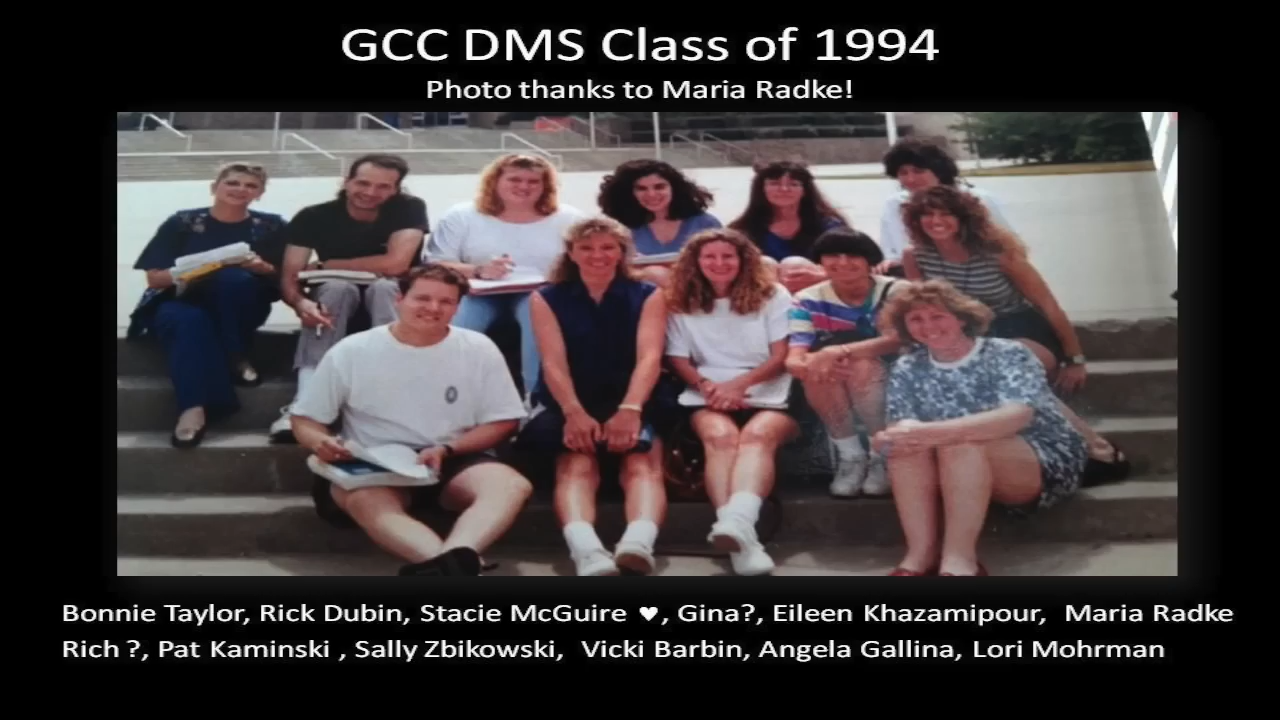 GCC DMS Class of 1994
Photo thanks to Maria Radke!
Bonnie Taylor, Rick Dubin, Stacie McGuire ♥, Gina?, Eileen Khazamipour, Maria Radke
Rich ?, Pat Kaminski , Sally Zbikowski, Vicki Barbin, Angela Gallina, Lori Mohrman